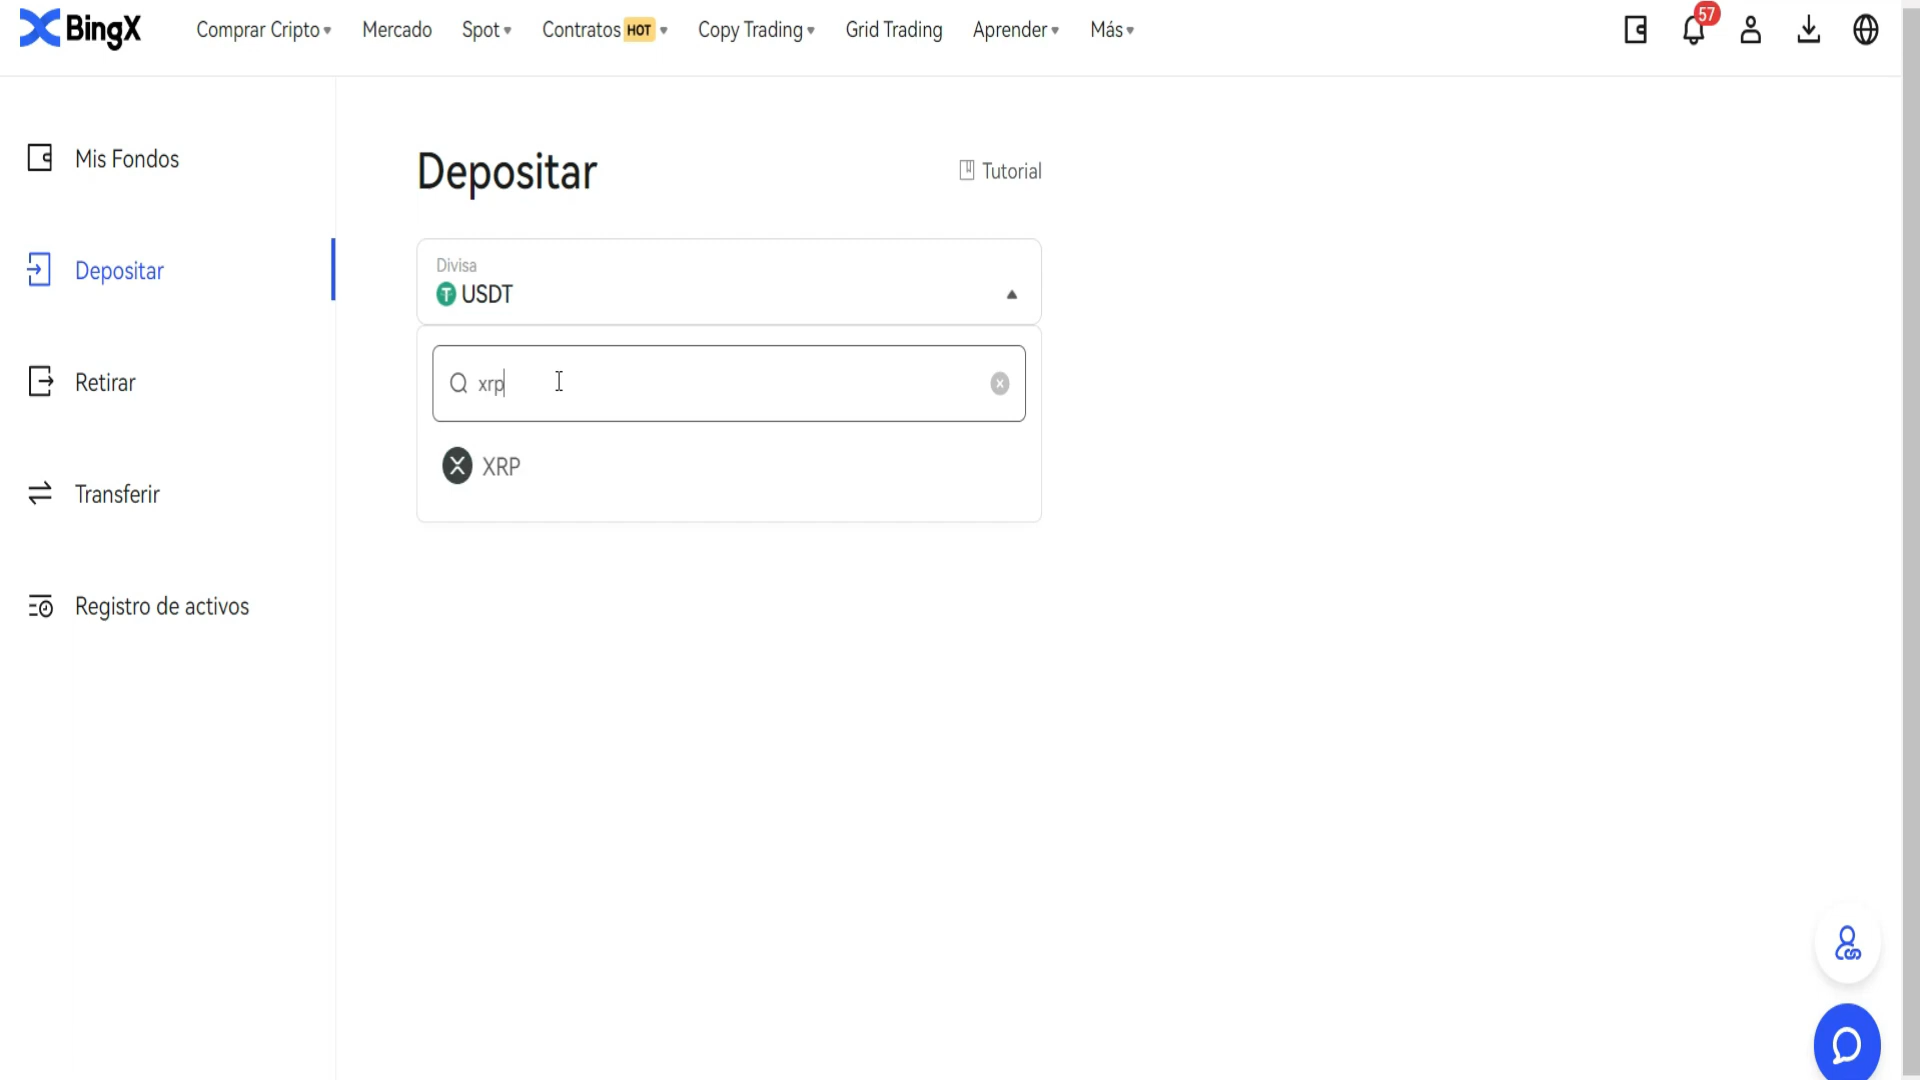 BingX Comprar Cripto Mercado Spot Contratos HOT Copy Trading Grid Trading Aprender Más 57
Mis Fondos
Depositar
Retirar
Transferir
Registro de activos
Depositar Tutorial
Divisa
USDT
xrp
XRP